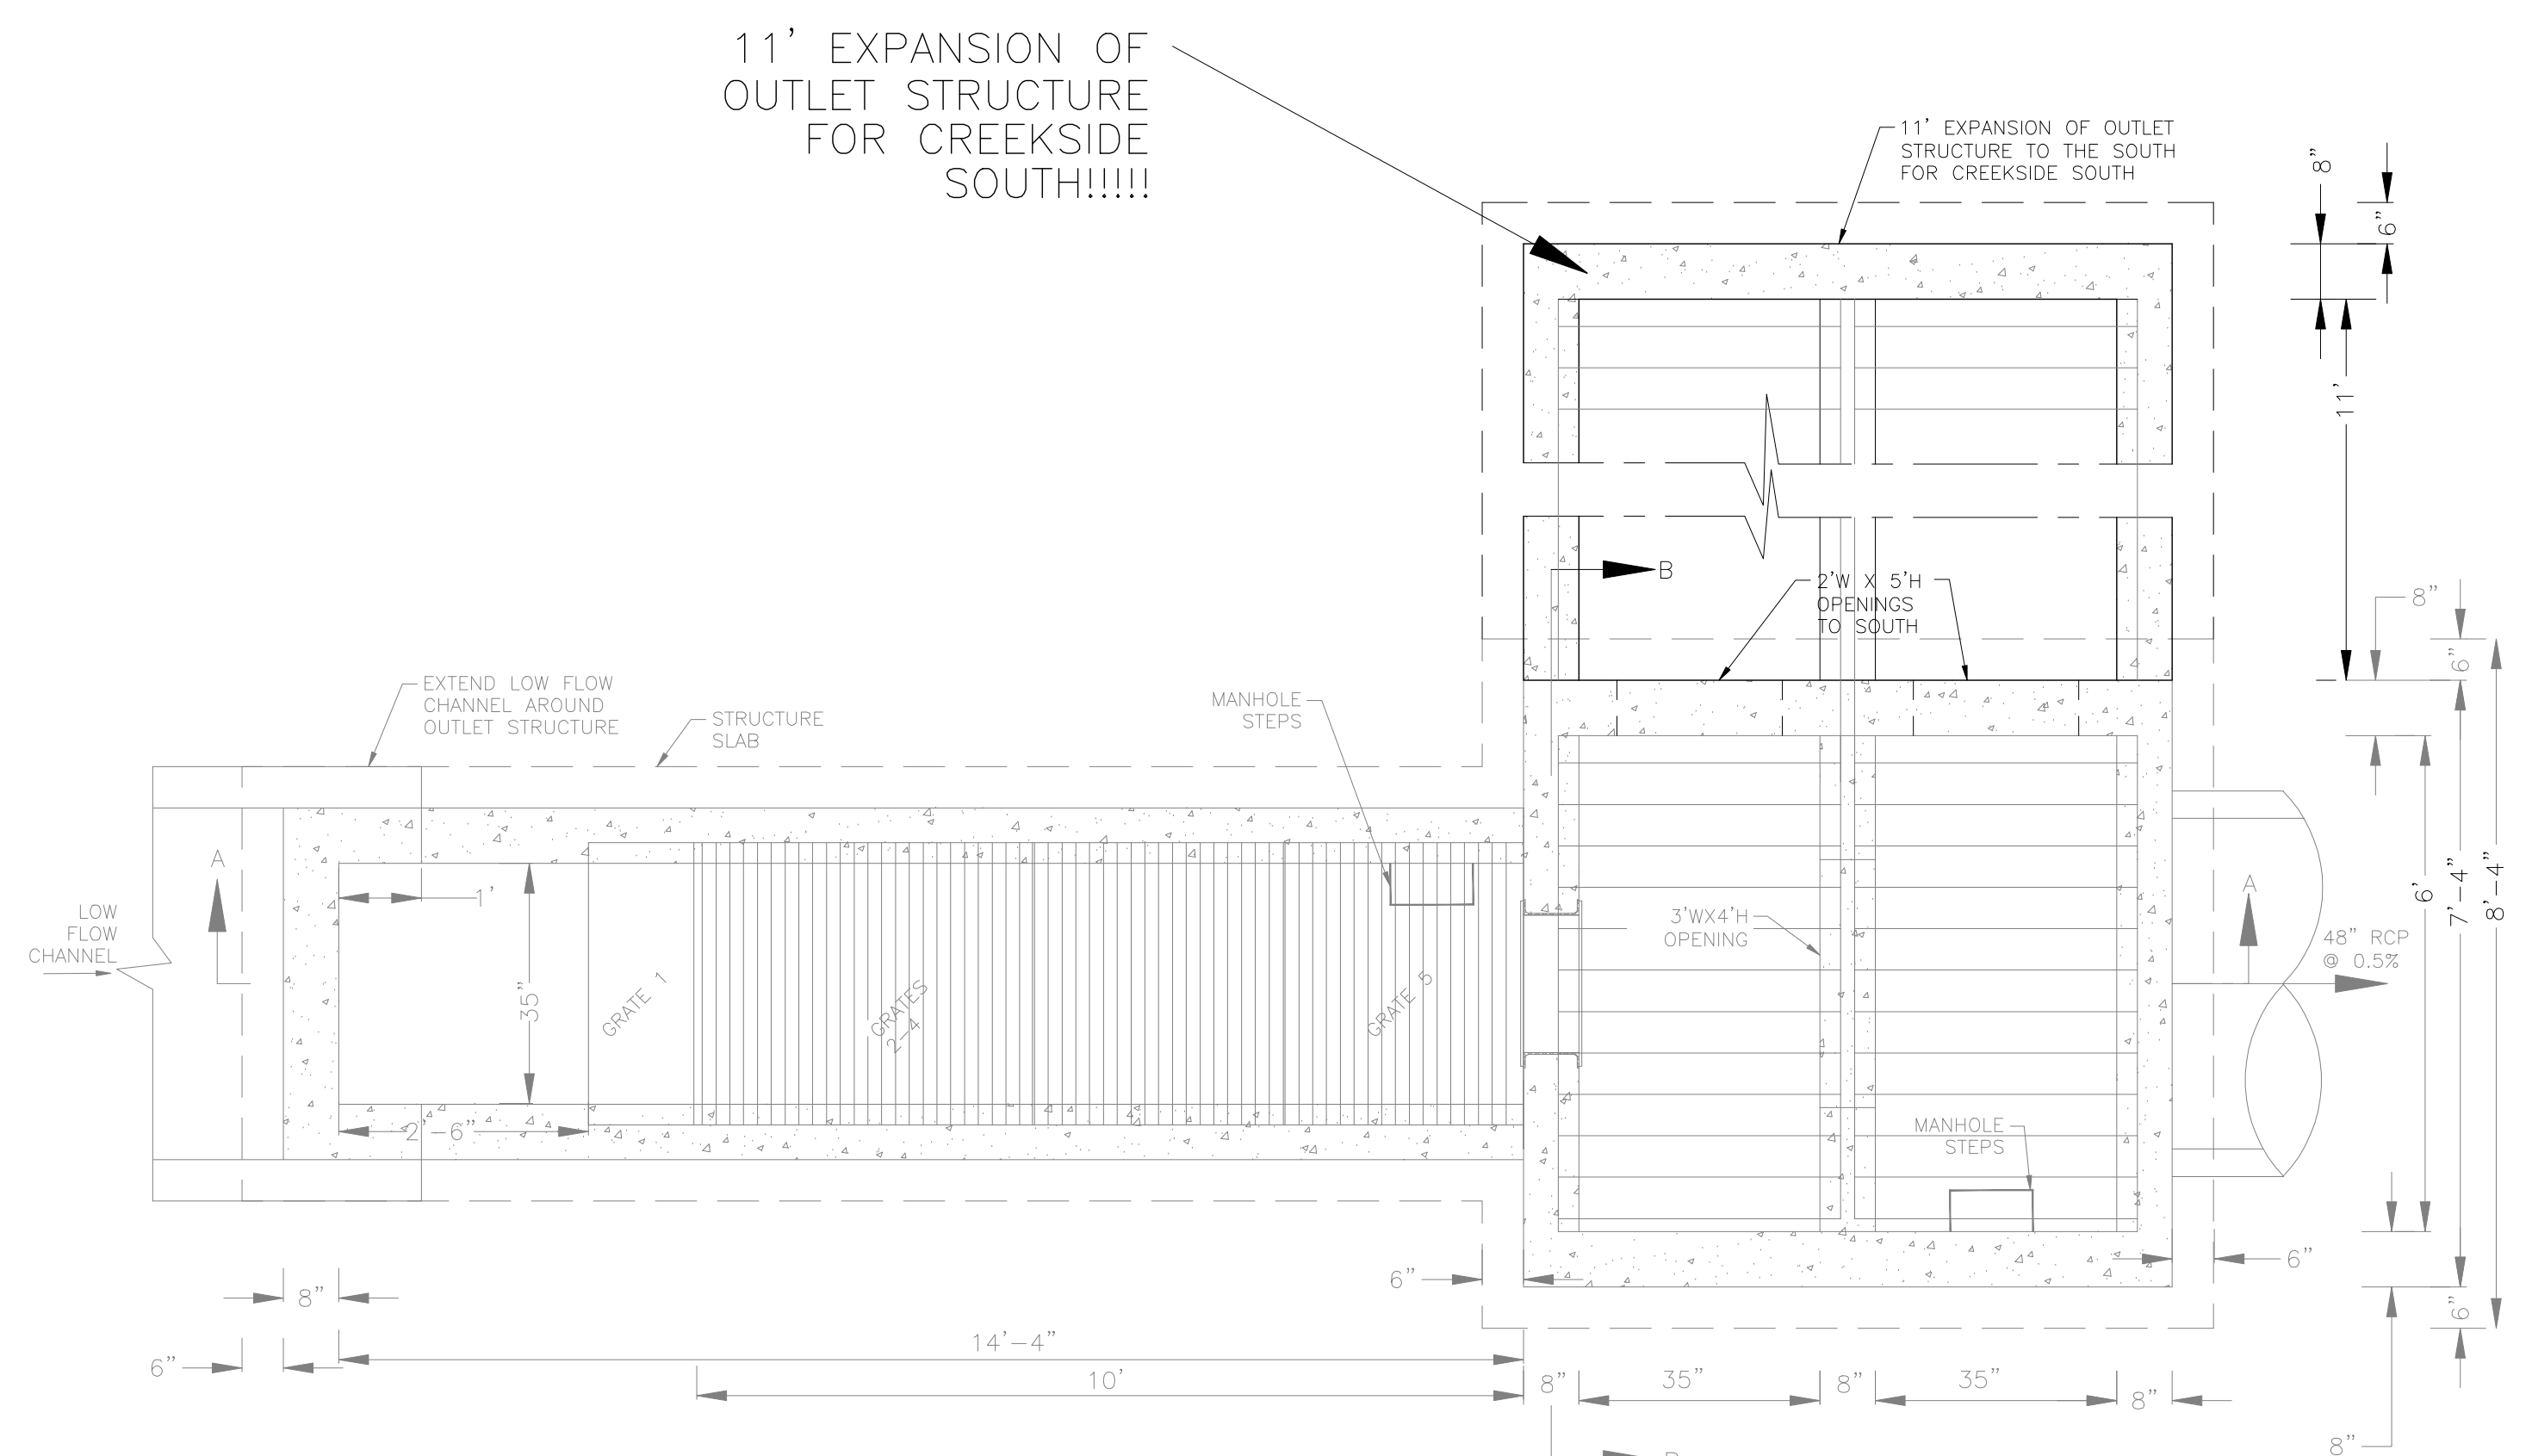 11' EXPANSION OF
OUTLET STRUCTURE
FOR CREEKSIDE
SOUTH!!!!!
11' EXPANSION OF OUTLET
STRUCTURE TO THE SOUTH
FOR CREEKSIDE SOUTH
8"
6"
11'
B
2'W X 5'H
OPENINGS
TO SOUTH
8"
6"
EXTEND LOW FLOW
CHANNEL AROUND
OUTLET STRUCTURE
STRUCTURE
SLAB
MANHOLE
STEPS
A
1'
LOW
FLOW
CHANNEL
35"
GRATE 1
GRATES
2-4
GRATE 5
3'WX4'H
OPENING
A
48" RCP
@ 0.5%
6'
7'-4"
8'-4"
2'-6"
MANHOLE
STEPS
6"
6"
6"
8"
14'-4"
6"
10'
8"
35"
8"
35"
8"
8"